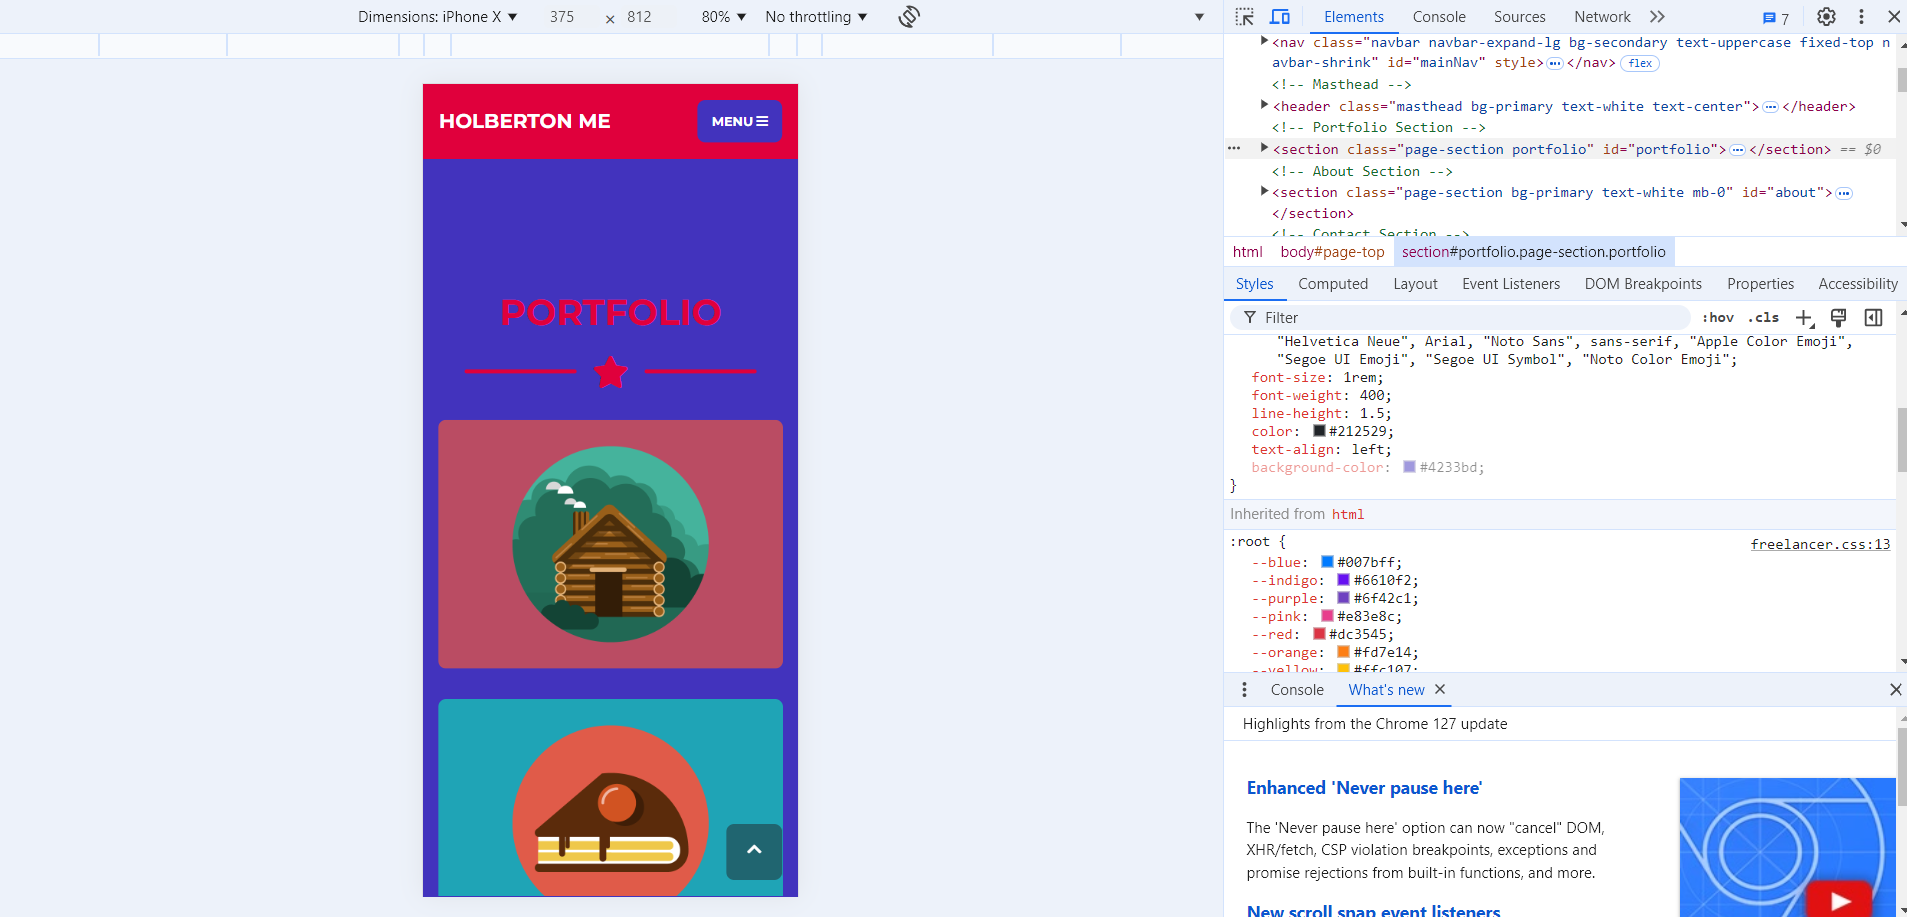 Dimensions: iPhone X ▼ 375 × 812 80% ▼ No throttling ▼
Elements Console Sources Network 7
HOLBERTON ME
MENU
PORTFOLIO
<nav class="navbar navbar-expand-lg bg-secondary text-uppercase fixed-top n
avbar-shrink" id="mainNav" style>…</nav> flex
<!-- Masthead -->
<header class="masthead bg-primary text-white text-center">…</header>
<!-- Portfolio Section -->
<section class="page-section portfolio" id="portfolio">…</section> == $0
<!-- About Section -->
<section class="page-section bg-primary text-white mb-0" id="about">…
</section>
<!-- Contact Section -->
html body#page-top section#portfolio.page-section.portfolio
Styles Computed Layout Event Listeners DOM Breakpoints Properties Accessibility
Filter :hov .cls
"Helvetica Neue", Arial, "Noto Sans", sans-serif, "Apple Color Emoji",
"Segoe UI Emoji", "Segoe UI Symbol", "Noto Color Emoji";
font-size: 1rem;
font-weight: 400;
line-height: 1.5;
color: #212529;
text-align: left;
background-color: #4233bd;
}
Inherited from html
:root { freelancer.css:13
--blue: #007bff;
--indigo: #6610f2;
--purple: #6f42c1;
--pink: #e83e8c;
--red: #dc3545;
--orange: #fd7e14;
--yellow: #ffc107;
Console What's new
Highlights from the Chrome 127 update
Enhanced 'Never pause here'
The 'Never pause here' option can now "cancel" DOM,
XHR/fetch, CSP violation breakpoints, exceptions and
promise rejections from built-in functions, and more.
New scroll snap event listeners